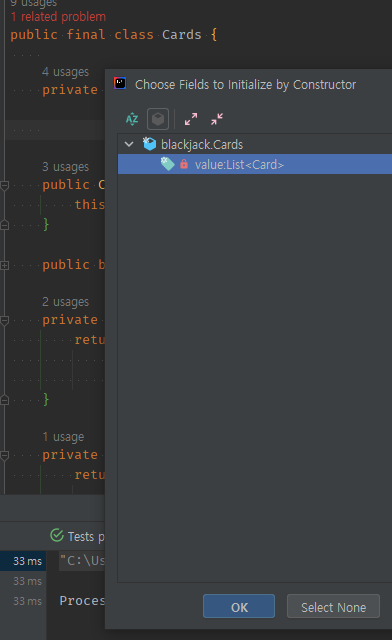 9 usages
1 related problem
public final class Cards {
4 usages
private
Choose Fields to Initialize by Constructor
blackjack.Cards
value:List<Card>
3 usages
public C
this
}
public b
2 usages
private
retu
}
1 usage
private
retu
Tests p
33 ms "C:\Us
33 ms
33 ms Proces
OK Select None